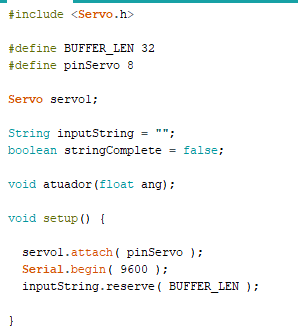 #include <Servo.h>
#define BUFFER_LEN 32
#define pinServo 8
Servo servo1;
String inputString = "";
boolean stringComplete = false;
void atuador(float ang);
void setup() {
servo1.attach( pinServo );
Serial.begin( 9600 );
inputString.reserve( BUFFER_LEN );
}